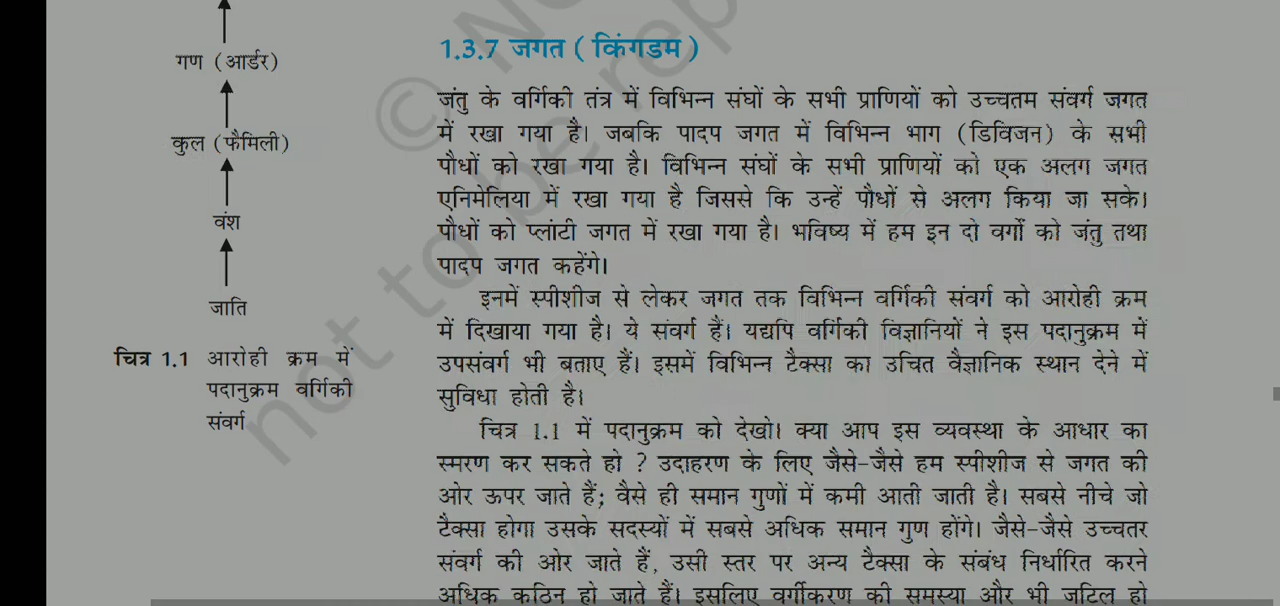 गण (आर्डर)
कुल (फैमिली)
वंश
जाति
चित्र 1.1 आरोही क्रम में
पदानुक्रम वर्गिकी
संवर्ग
1.3.7 जगत ( किंगडम )
जंतु के वर्गिकी तंत्र में विभिन्न संघों के सभी प्राणियों को उच्चतम संवर्ग जगत
में रखा गया है। जबकि पादप जगत में विभिन्न भाग (डिविजन) के सभी
पौधों को रखा गया है। विभिन्न संघों के सभी प्राणियों को एक अलग जगत
एनिमेलिया में रखा गया है जिससे कि उन्हें पौधों से अलग किया जा सके।
पौधों को प्लांटी जगत में रखा गया है। भविष्य में हम इन दो वर्गों को जंतु तथा
पादप जगत कहेंगे।
इनमें स्पीशीज से लेकर जगत तक विभिन्न वर्गिकी संवर्ग को आरोही क्रम
में दिखाया गया है। ये संवर्ग हैं। यद्यपि वर्गिकी विज्ञानियों ने इस पदानुक्रम में
उपसंवर्ग भी बताए हैं। इसमें विभिन्न टैक्सा का उचित वैज्ञानिक स्थान देने में
सुविधा होती है।
चित्र 1.1 में पदानुक्रम को देखो। क्या आप इस व्यवस्था के आधार का
स्मरण कर सकते हो ? उदाहरण के लिए जैसे-जैसे हम स्पीशीज से जगत की
ओर ऊपर जाते हैं; वैसे ही समान गुणों में कमी आती जाती है। सबसे नीचे जो
टैक्सा होगा उसके सदस्यों में सबसे अधिक समान गुण होंगे। जैसे-जैसे उच्चतर
संवर्ग की ओर जाते हैं, उसी स्तर पर अन्य टैक्सा के संबंध निर्धारित करने
अधिक कठिन हो जाते हैं। इसलिए वर्गीकरण की समस्या और भी जटिल हो
© N
not to be rep